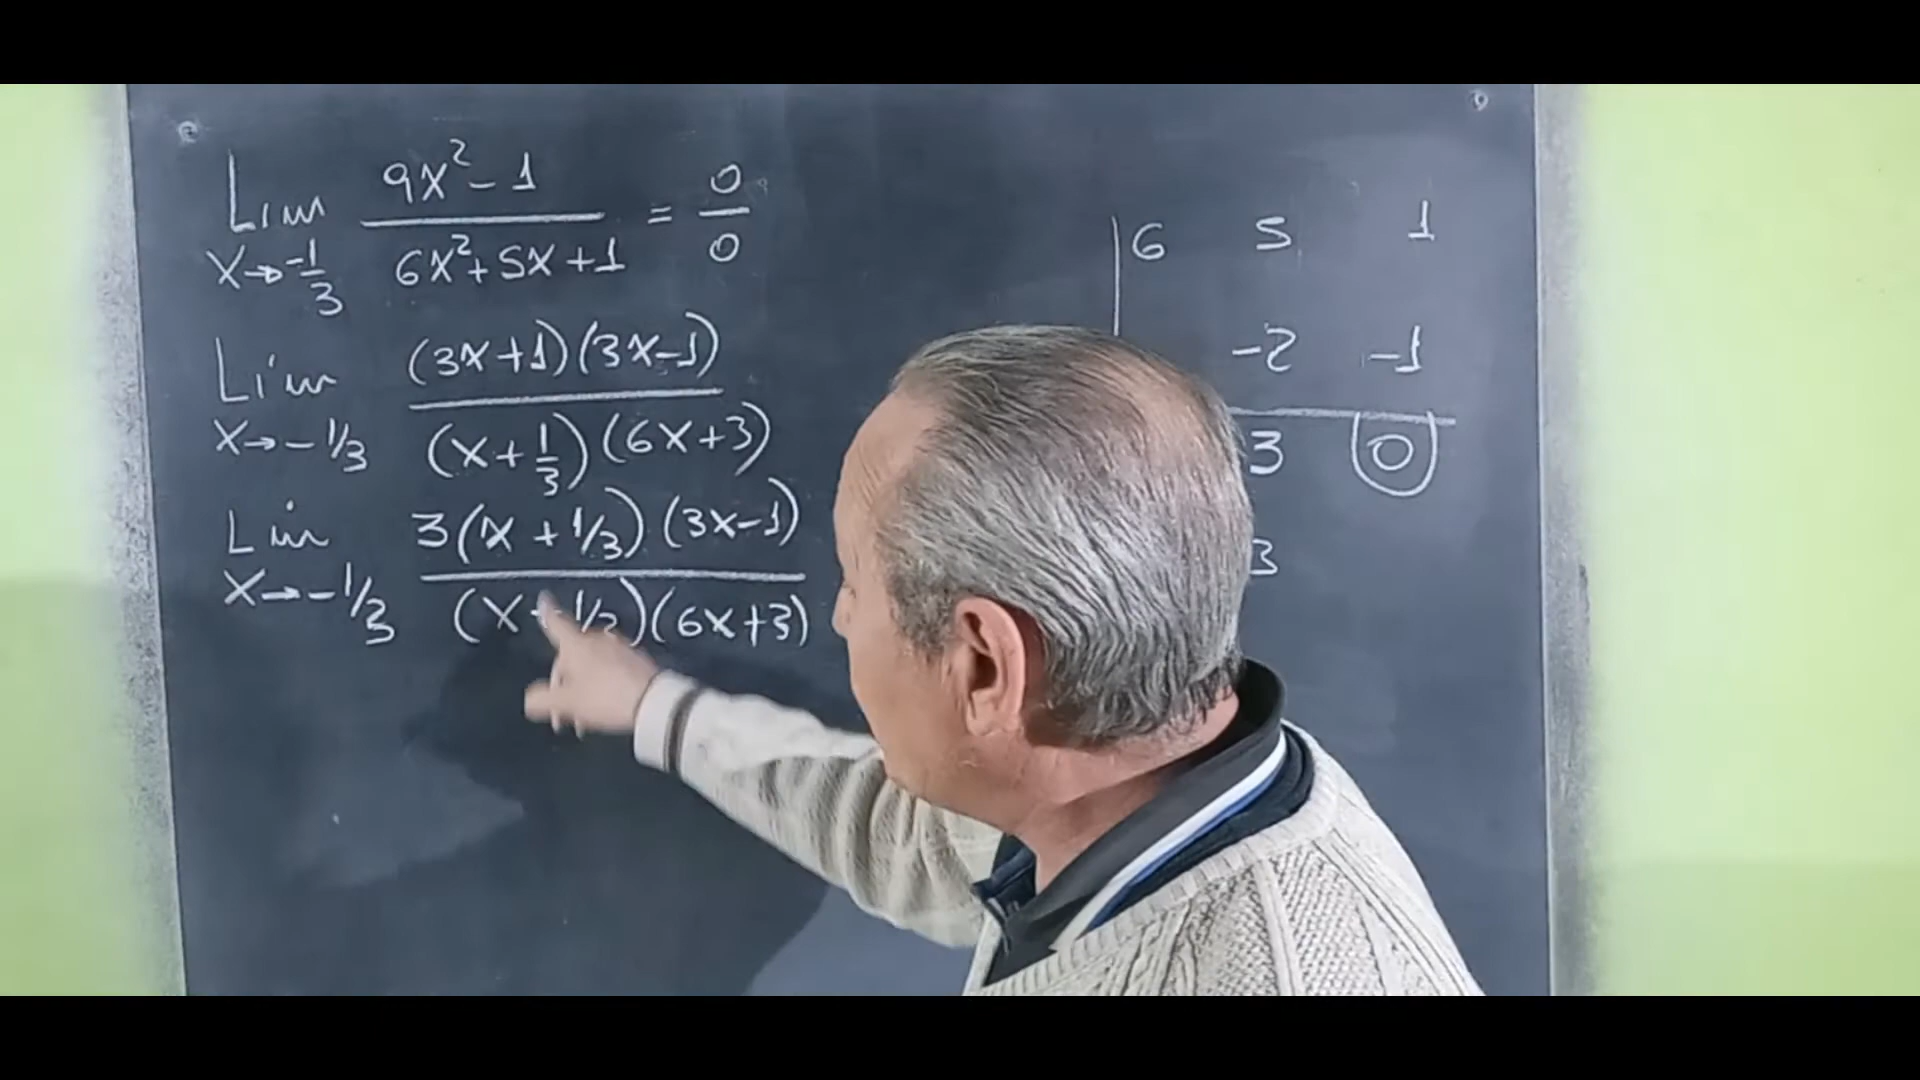 Lim 9x² - 1 / 6x² + 5x + 1 = 0/0
x→-1/3
Lim (3x+1)(3x-1) / (x+1/3)(6x+3)
x→-1/3
Lim 3(x+1/3)(3x-1) / (x+1/3)(6x+3)
x→-1/3
6 5 1
-2 -1
3 0
3